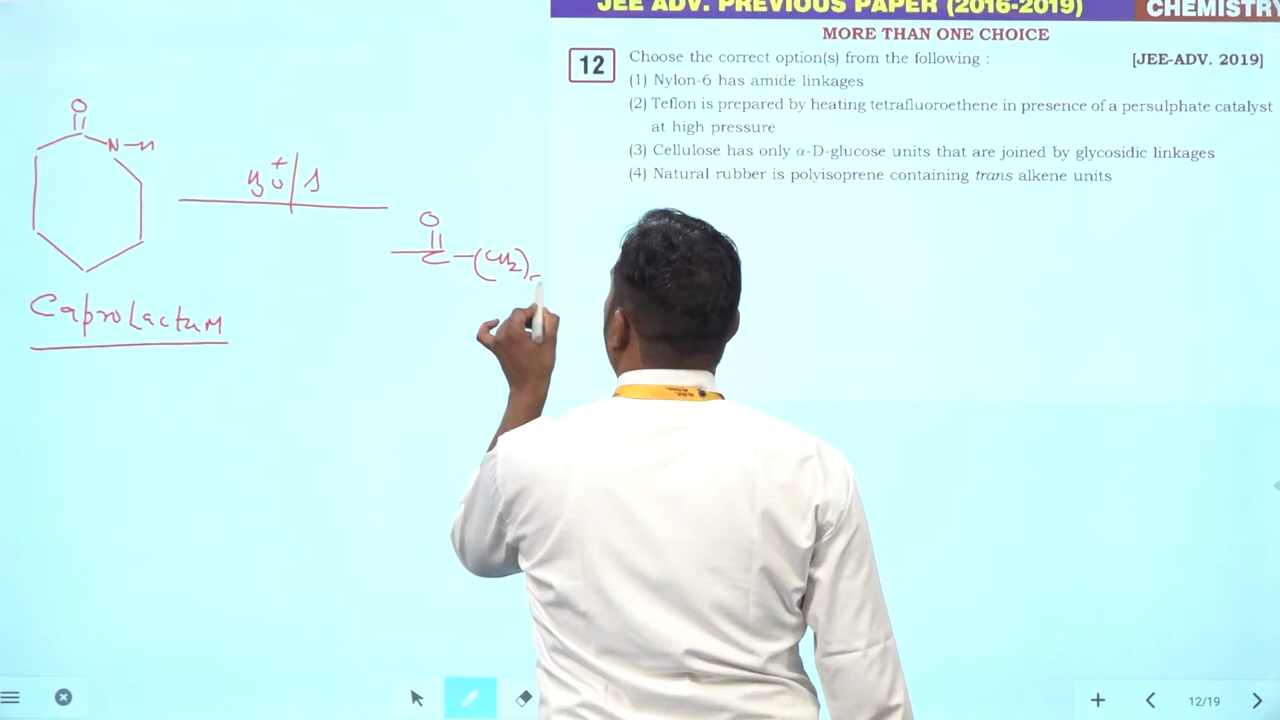 JEE ADV. PREVIOUS PAPER (2016-2019)
CHEMISTRY
MORE THAN ONE CHOICE
12 Choose the correct option(s) from the following : [JEE-ADV. 2019]
(1) Nylon-6 has amide linkages
(2) Teflon is prepared by heating tetrafluoroethene in presence of a persulphate catalyst
at high pressure
(3) Cellulose has only α-D-glucose units that are joined by glycosidic linkages
(4) Natural rubber is polyisoprene containing trans alkene units
O
N-H
H3O+/Δ
O
C-(CH2)
Caprolactum
12/19